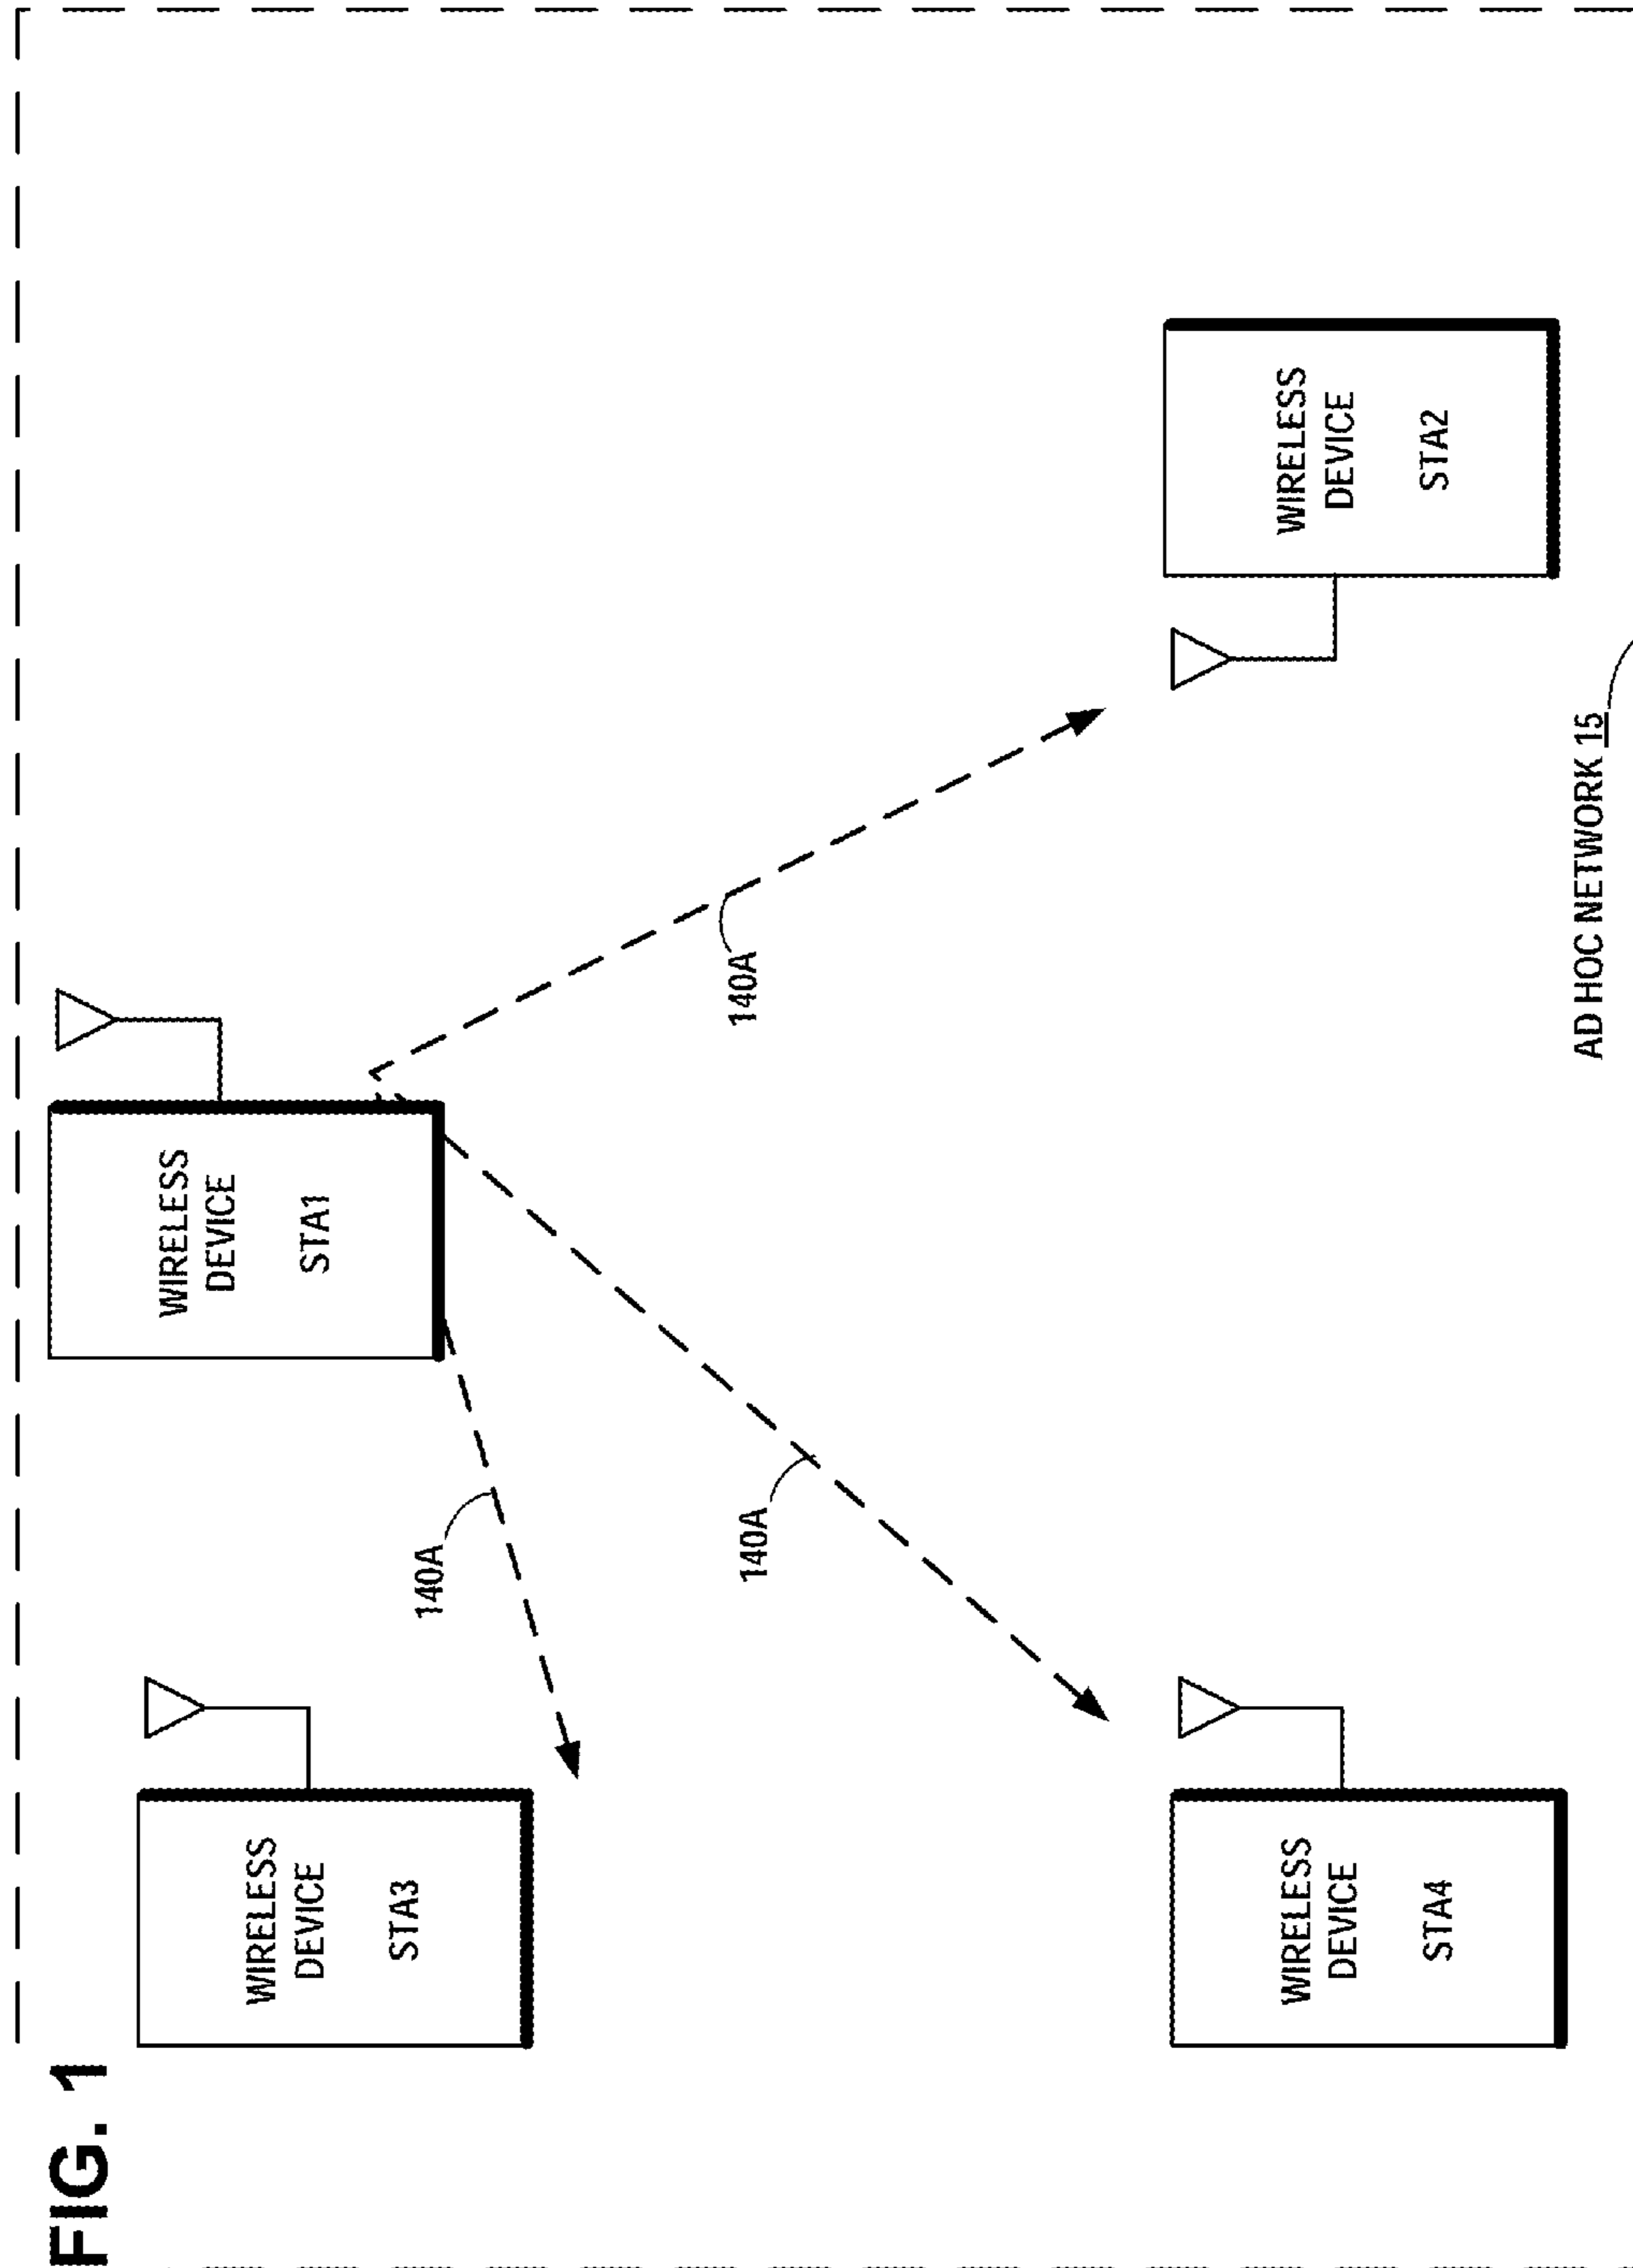 FIG. 1
WIRELESS
DEVICE
STA3
WIRELESS
DEVICE
STA1
140A
140A
140A
WIRELESS
DEVICE
STA4
WIRELESS
DEVICE
STA2
AD HOC NETWORK 15